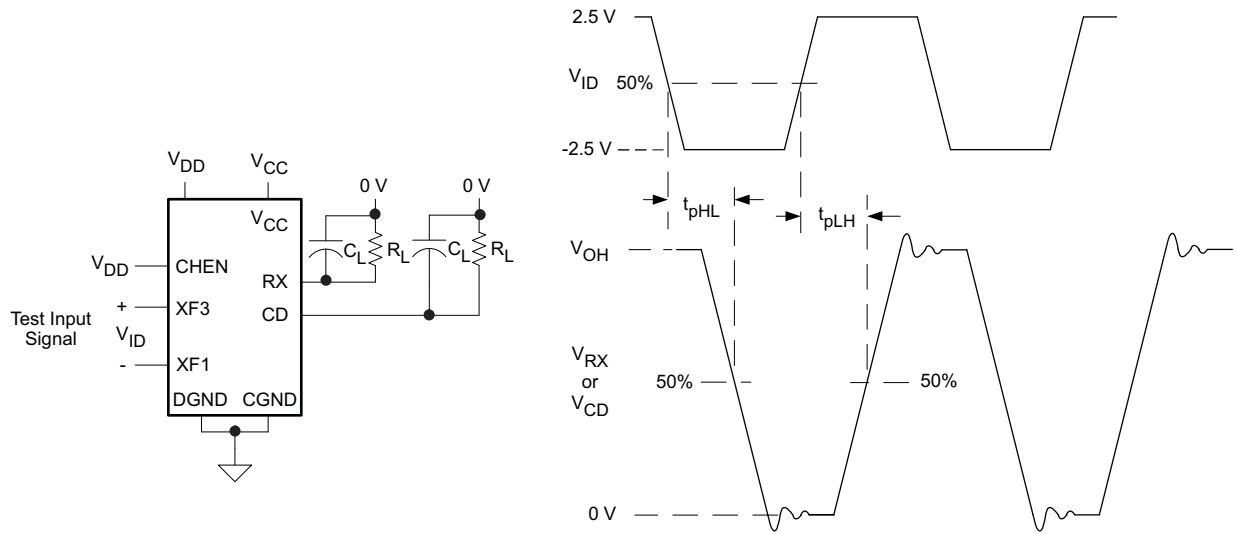 VDD
VCC
0 V
0 V
VCC
CL
RL
CL
RL
VDD
CHEN
RX
+
XF3
CD
Test Input
Signal
VID
-
XF1
DGND
CGND
2.5 V
VID
50%
-2.5 V
tpHL
tpLH
VOH
VRX
or
VCD
50%
50%
0 V